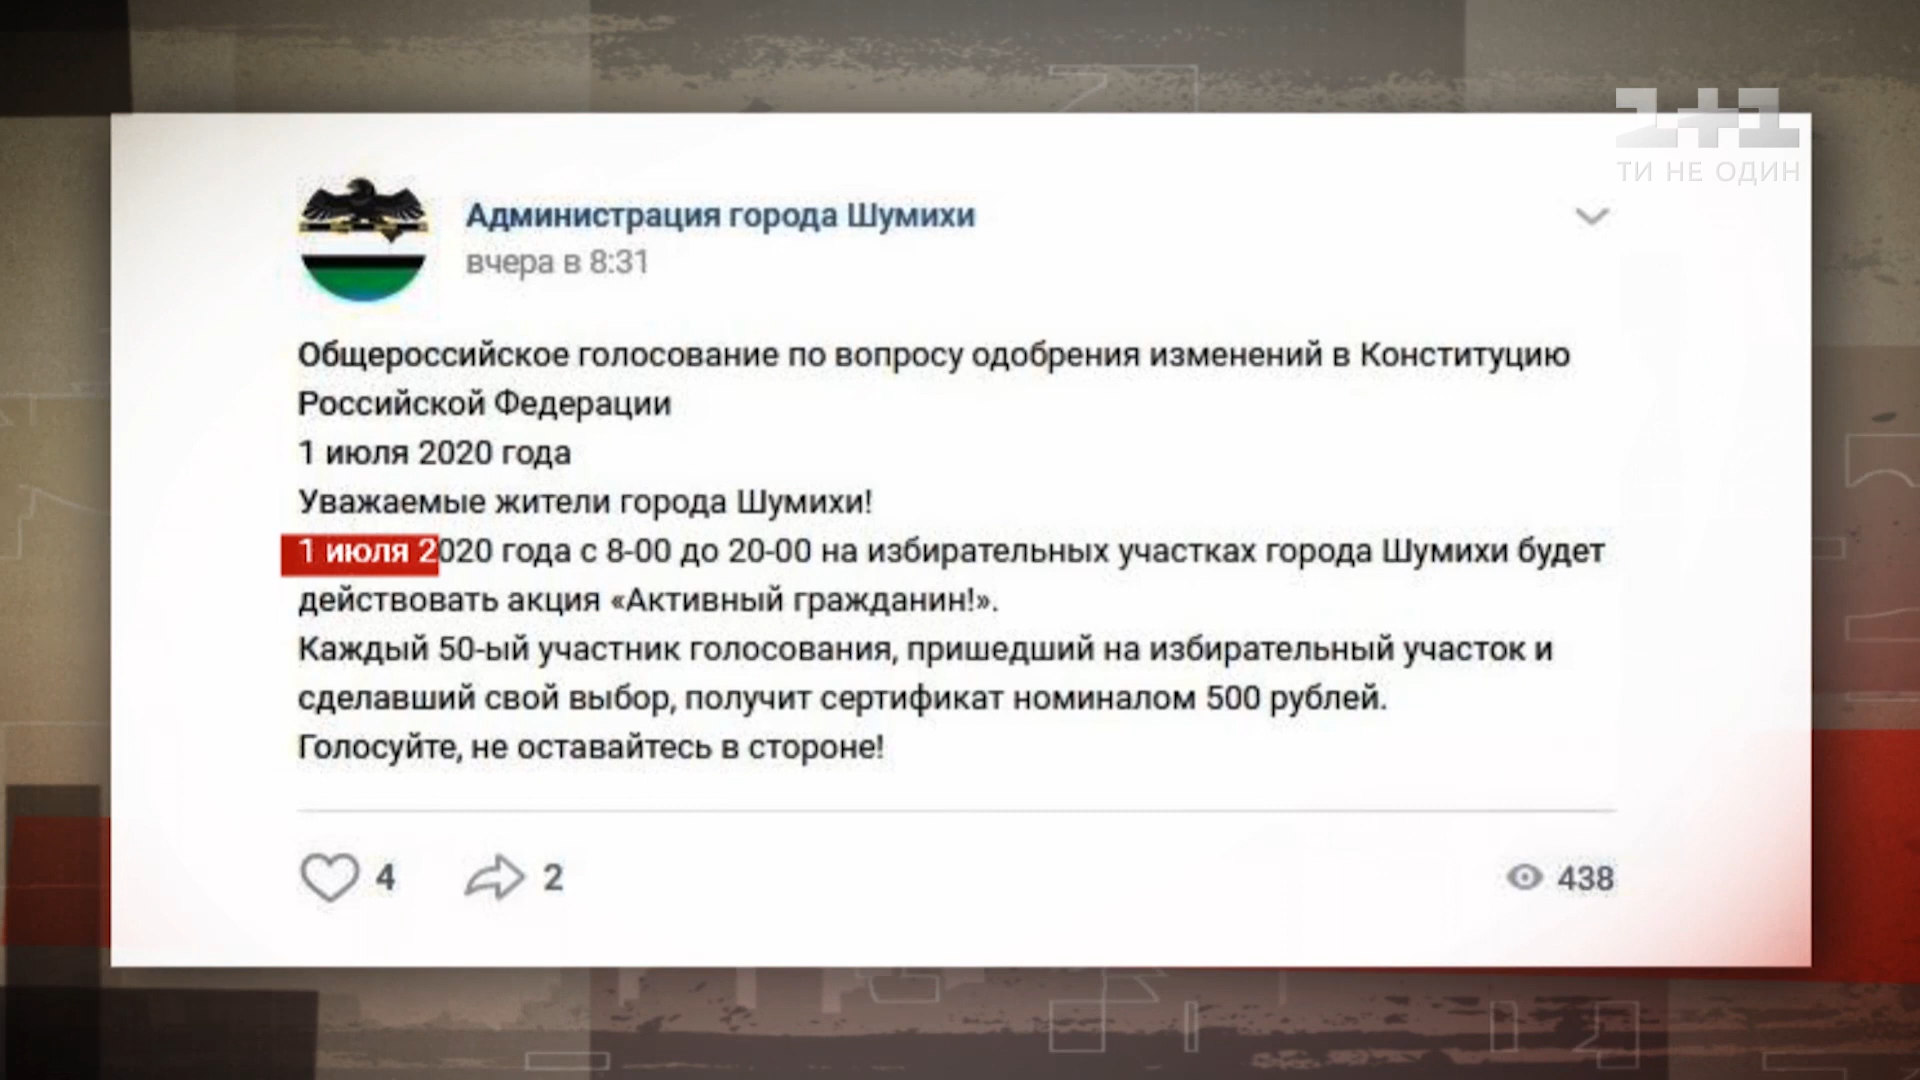 1+1
ТИ НЕ ОДИН
Администрация города Шумихи
вчера в 8:31
Общероссийское голосование по вопросу одобрения изменений в Конституцию
Российской Федерации
1 июля 2020 года
Уважаемые жители города Шумихи!
1 июля 2020 года с 8-00 до 20-00 на избирательных участках города Шумихи будет
действовать акция «Активный гражданин!».
Каждый 50-ый участник голосования, пришедший на избирательный участок и
сделавший свой выбор, получит сертификат номиналом 500 рублей.
Голосуйте, не оставайтесь в стороне!
4 2 438